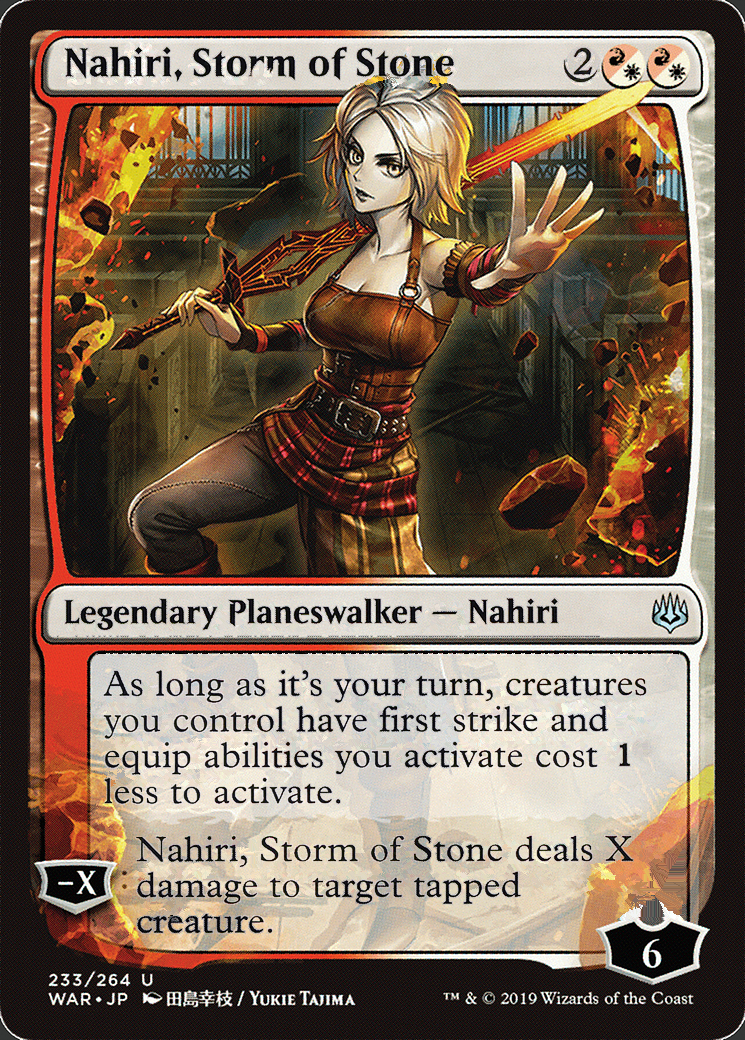 Nahiri, Storm of Stone 2
Legendary Planeswalker — Nahiri
As long as it's your turn, creatures
you control have first strike and
equip abilities you activate cost 1
less to activate.
−X
Nahiri, Storm of Stone deals X
damage to target tapped
creature.
6
233/264 U
WAR • JP 田島幸枝 / Yukie Tajima
™ & © 2019 Wizards of the Coast